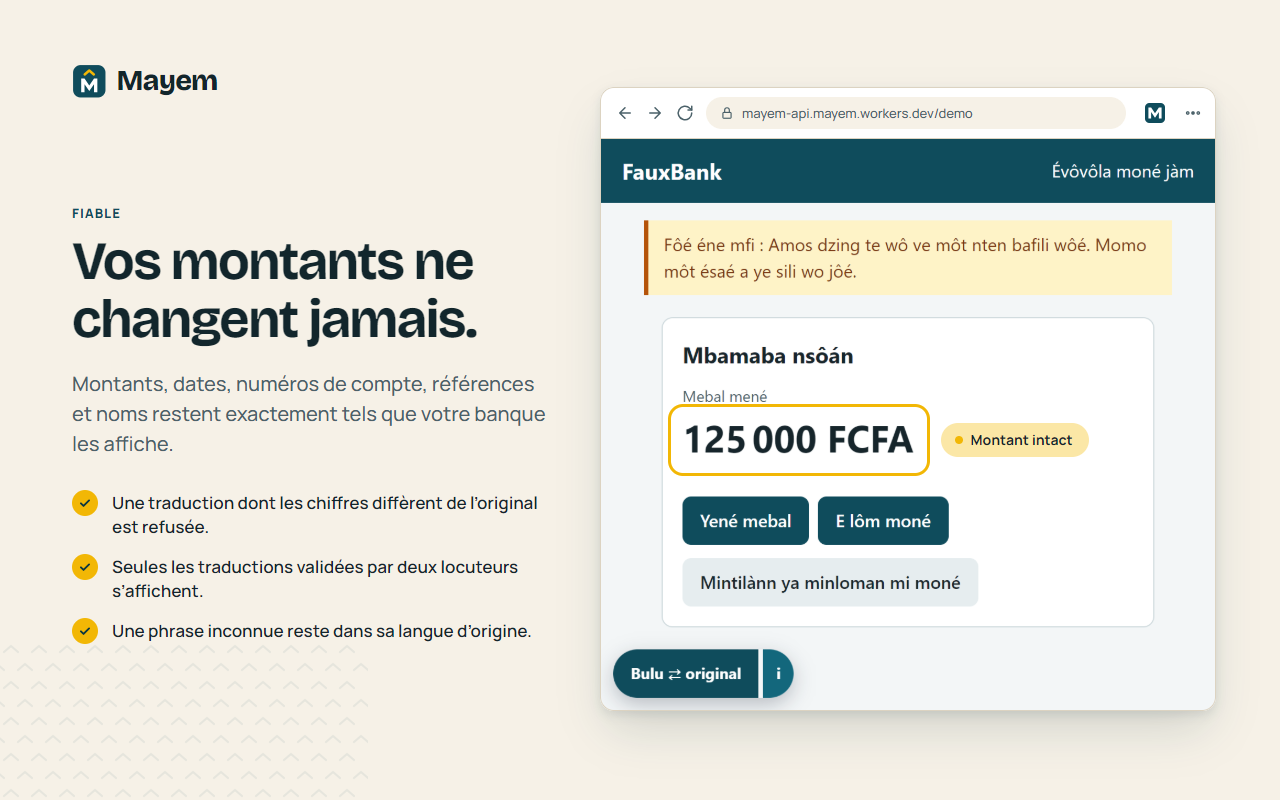 Mayem
FIABLE
Vos montants ne
changent jamais.
Montants, dates, numéros de compte, références
et noms restent exactement tels que votre banque
les affiche.
Une traduction dont les chiffres diffèrent de l’original
est refusée.
Seules les traductions validées par deux locuteurs
s’affichent.
Une phrase inconnue reste dans sa langue d’origine.
mayem-api.mayem.workers.dev/demo
M
FauxBank
Évôvôla moné jàm
Fôé éne mfi : Amos dzing te wô ve môt nten bafili wôé. Momo
môt ésaé a ye sili wo jôé.
Mbamaba nsôán
Mebal mené
125 000 FCFA
Montant intact
Yené mebal
E lôm moné
Mintilànn ya minloman mi moné
Bulu ⇄ original
i